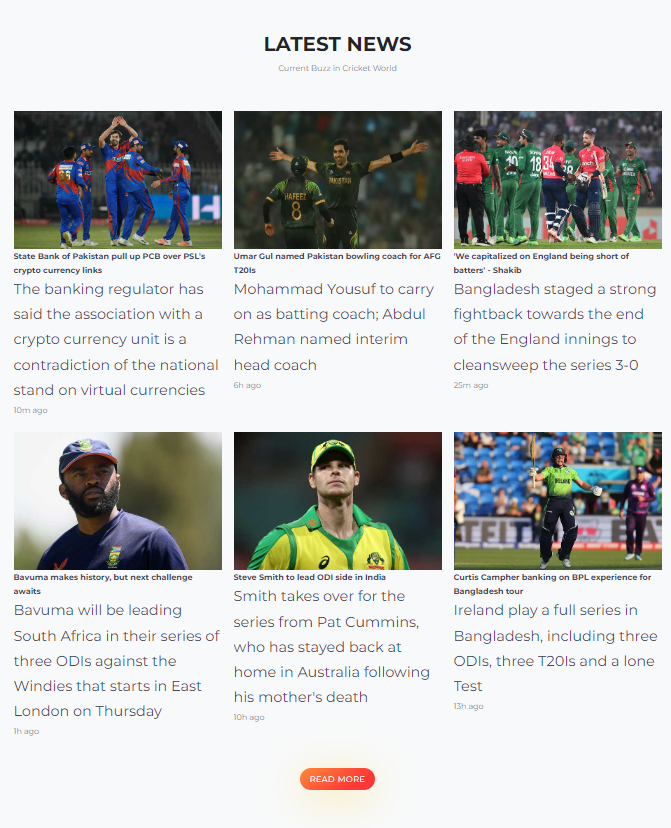 LATEST NEWS
Current Buzz in Cricket World
HAFEEZ
8
PAKISTAN
19
18
34
State Bank of Pakistan pull up PCB over PSL's
crypto currency links
The banking regulator has
said the association with a
crypto currency unit is a
contradiction of the national
stand on virtual currencies
10m ago
Umar Gul named Pakistan bowling coach for AFG
T20Is
Mohammad Yousuf to carry
on as batting coach; Abdul
Rehman named interim
head coach
6h ago
'We capitalized on England being short of
batters' - Shakib
Bangladesh staged a strong
fightback towards the end
of the England innings to
cleansweep the series 3-0
25m ago
IRELAND
Bavuma makes history, but next challenge
awaits
Bavuma will be leading
South Africa in their series of
three ODIs against the
Windies that starts in East
London on Thursday
1h ago
Steve Smith to lead ODI side in India
Smith takes over for the
series from Pat Cummins,
who has stayed back at
home in Australia following
his mother's death
10h ago
Curtis Campher banking on BPL experience for
Bangladesh tour
Ireland play a full series in
Bangladesh, including three
ODIs, three T20Is and a lone
Test
13h ago
READ MORE